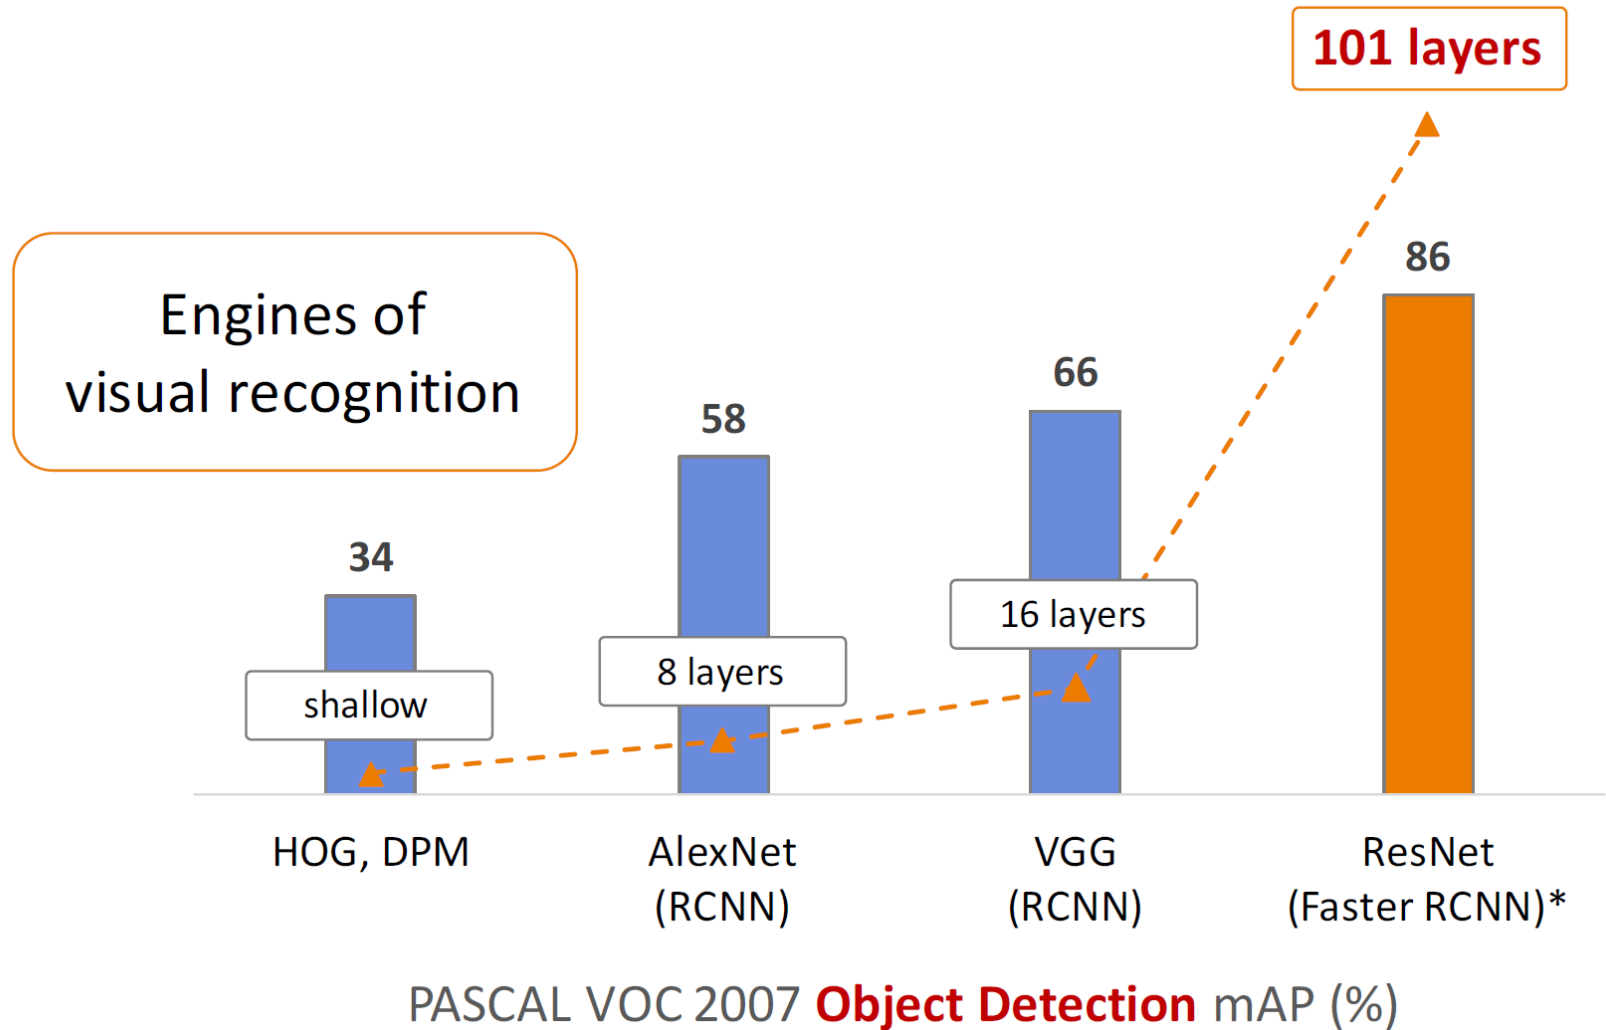 101 layers
Engines of
visual recognition
34
58
66
86
shallow
8 layers
16 layers
HOG, DPM
AlexNet
(RCNN)
VGG
(RCNN)
ResNet
(Faster RCNN)*
PASCAL VOC 2007 Object Detection mAP (%)